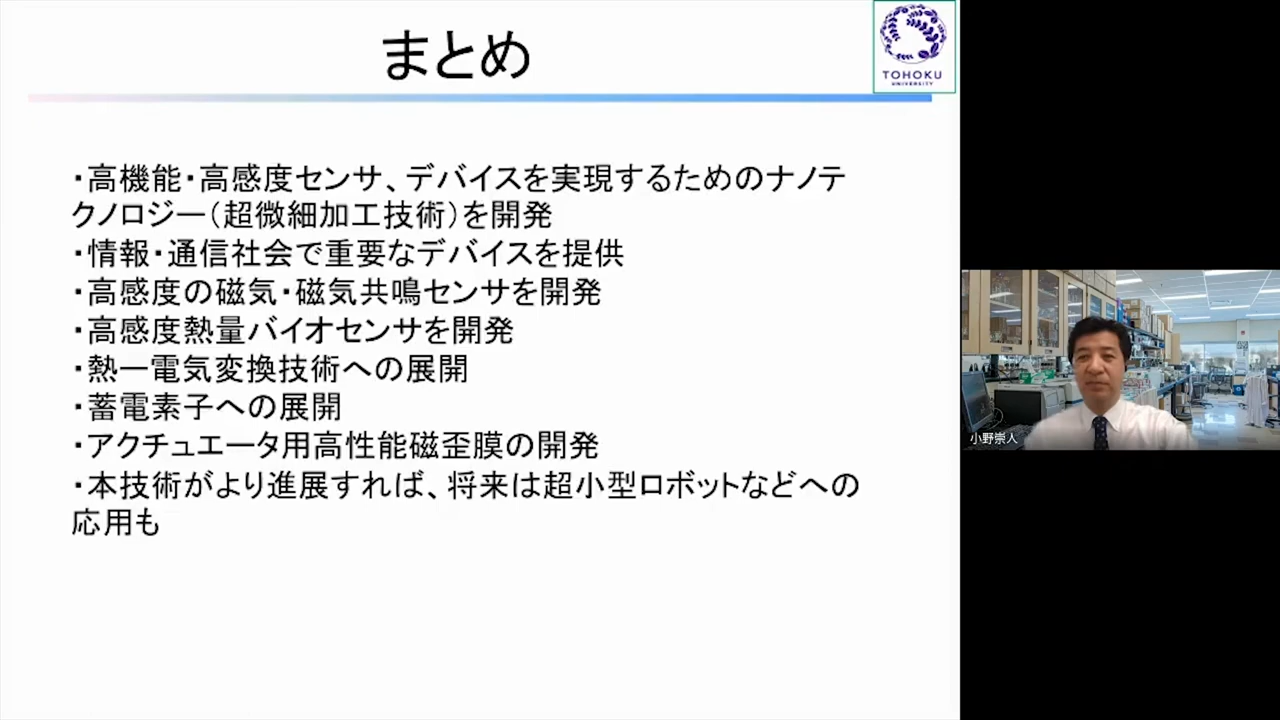 まとめ
TOHOKU
UNIVERSITY
・高機能・高感度センサ、デバイスを実現するためのナノテ
クノロジー（超微細加工技術）を開発
・情報・通信社会で重要なデバイスを提供
・高感度の磁気・磁気共鳴センサを開発
・高感度熱量バイオセンサを開発
・熱ー電気変換技術への展開
・蓄電素子への展開
・アクチュエータ用高性能磁歪膜の開発
・本技術がより進展すれば、将来は超小型ロボットなどへの
応用も
小野崇人